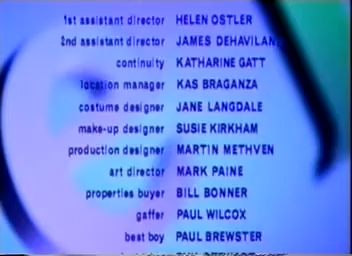 1st assistant director HELEN OSTLER
2nd assistant director JAMES DEHAVILAN
continuity KATHARINE GATT
location manager KAS BRAGANZA
costume designer JANE LANGDALE
make-up designer SUSIE KIRKHAM
production designer MARTIN METHVEN
art director MARK PAINE
properties buyer BILL BONNER
gaffer PAUL WILCOX
best boy PAUL BREWSTER